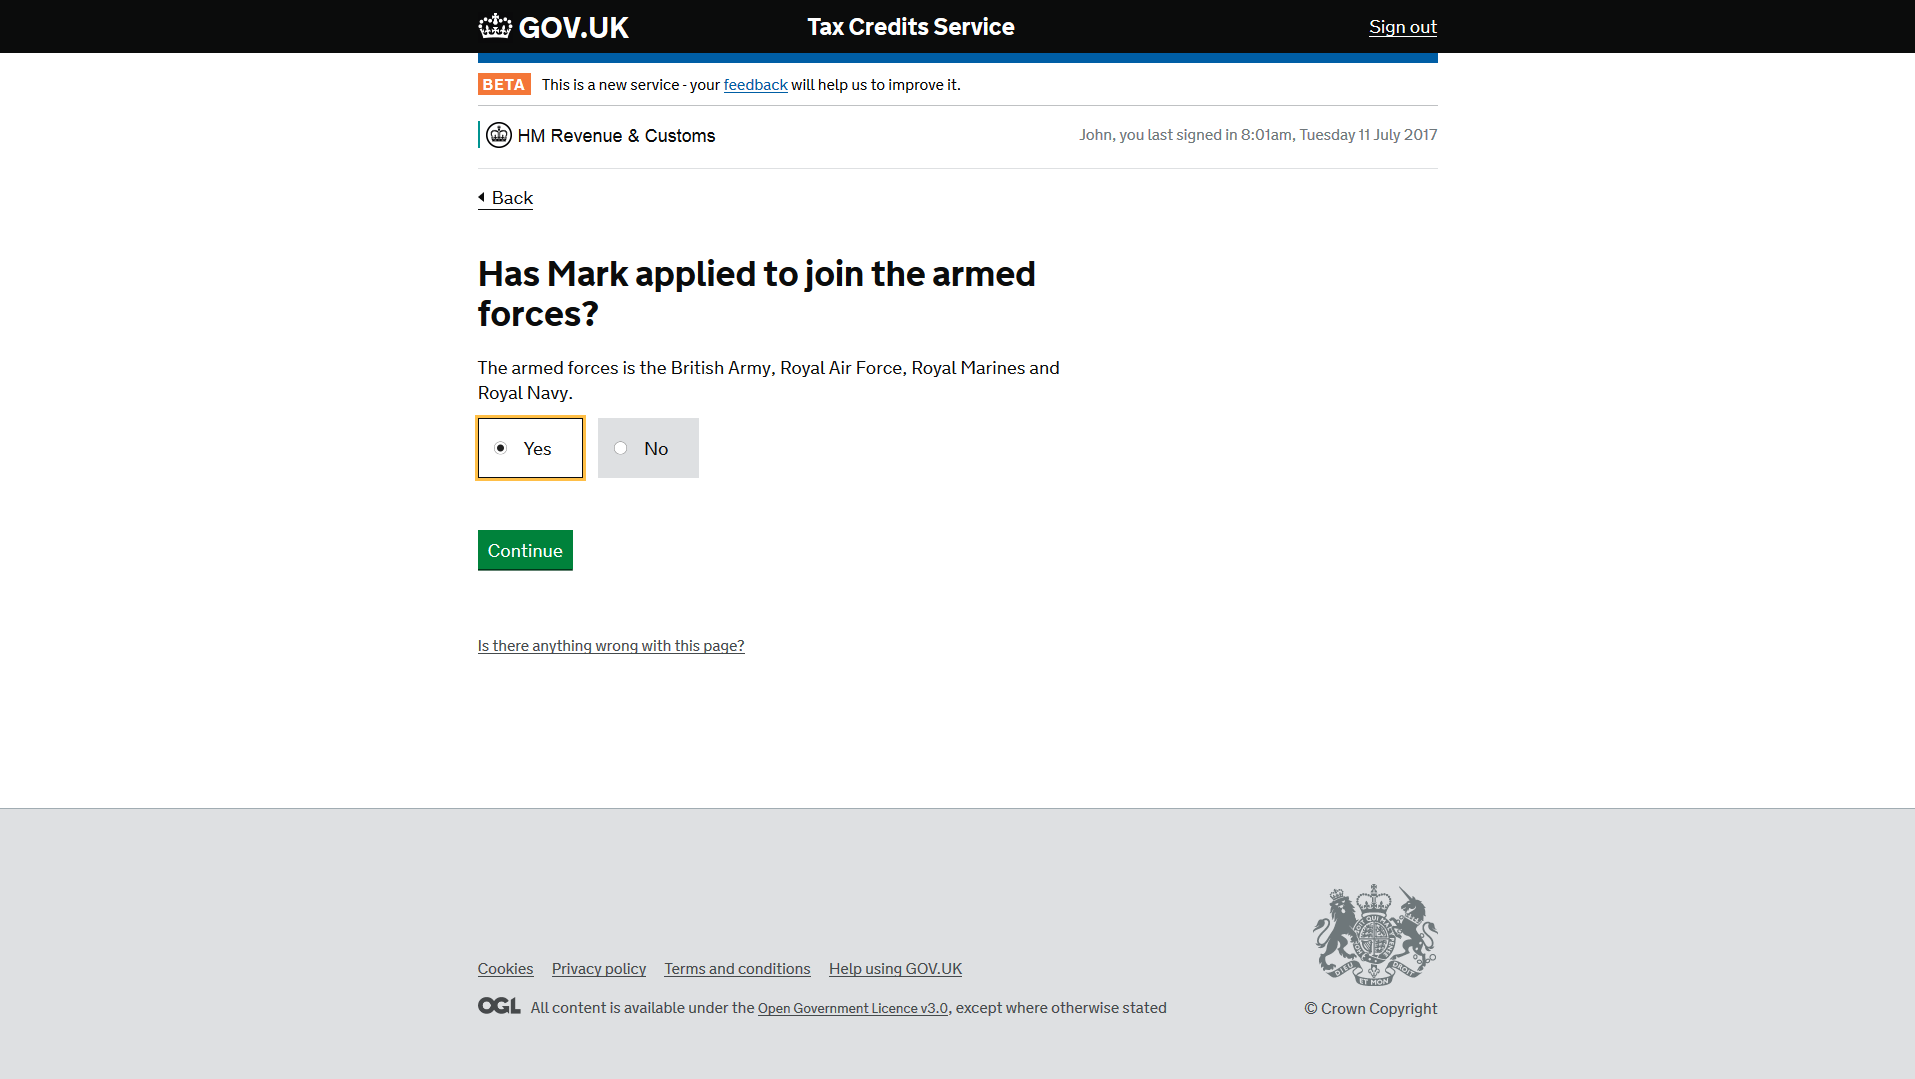 GOV.UK
Tax Credits Service
Sign out
BETA This is a new service - your feedback will help us to improve it.
HM Revenue & Customs
John, you last signed in 8:01am, Tuesday 11 July 2017
Back
Has Mark applied to join the armed
forces?
The armed forces is the British Army, Royal Air Force, Royal Marines and
Royal Navy.
Yes
No
Continue
Is there anything wrong with this page?
Cookies Privacy policy Terms and conditions Help using GOV.UK
OGL All content is available under the Open Government Licence v3.0, except where otherwise stated
DIEU ET MON DROIT
© Crown Copyright